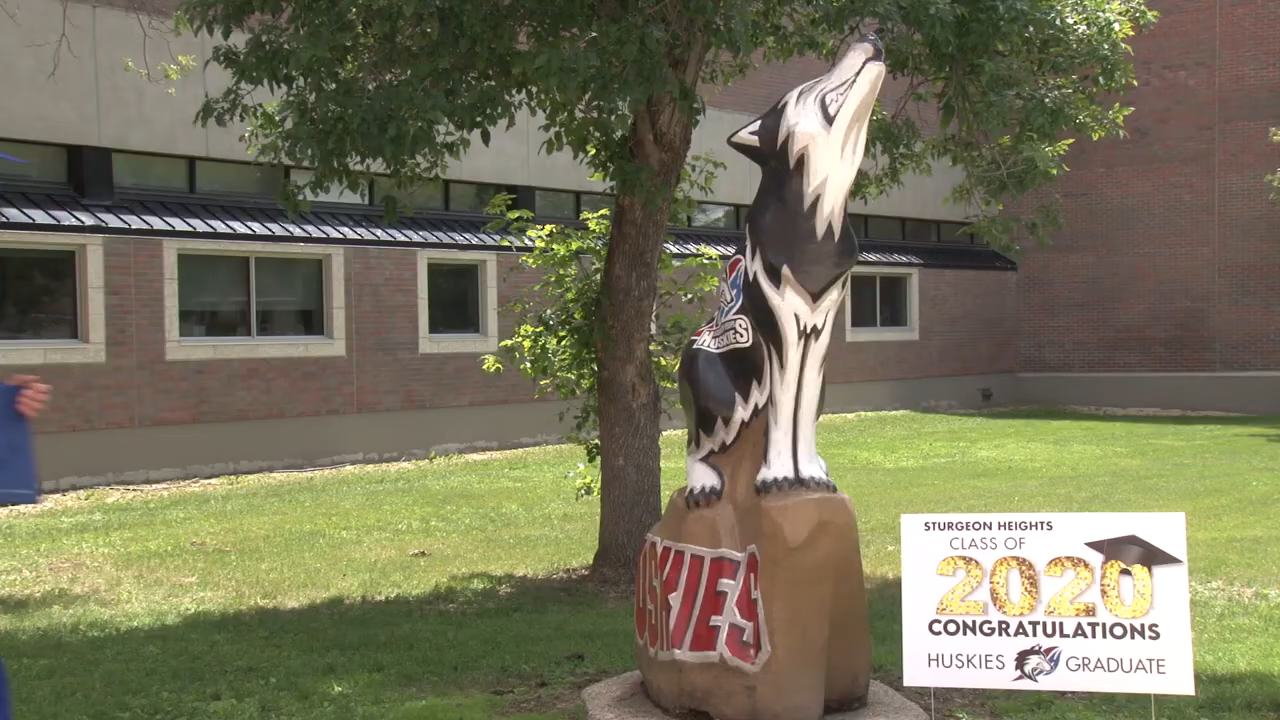 HUSKIES
USKIES
STURGEON HEIGHTS
CLASS OF
2020
CONGRATULATIONS
HUSKIES GRADUATE